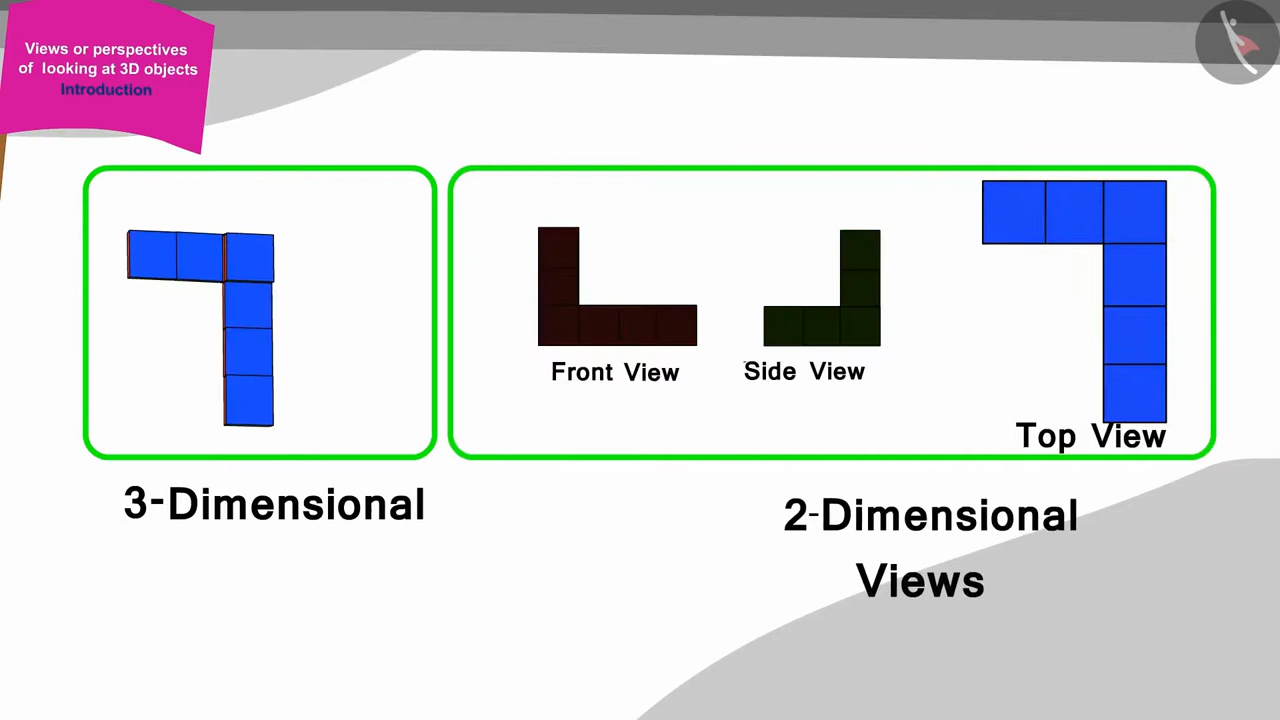 Views or perspectives
of looking at 3D objects
Introduction
Front View
Side View
Top View
3-Dimensional
2-Dimensional
Views